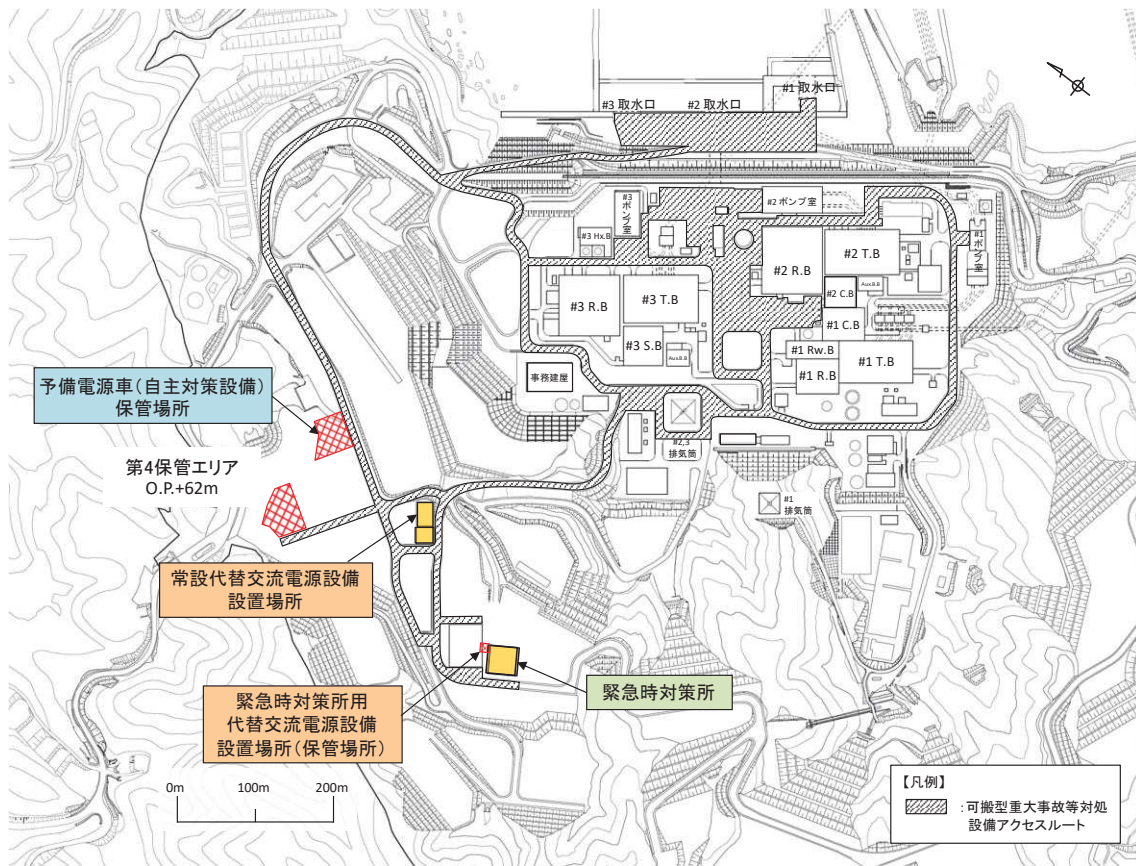 #1 取水口
#3 取水口
#2 取水口
#3
ポンプ室
#2 ポンプ室
#1
ポンプ室
#3 Hx.B
#2 R.B
#2 T.B
#2 C.B
Aux.B.B
#3 R.B
#3 T.B
#1 C.B
#3 S.B
Aux.B.B
#1 Rw.B
#1 T.B
#1 R.B
事務建屋
予備電源車(自主対策設備)
保管場所
#2,3
排気筒
第4保管エリア
O.P.+62m
#1
排気筒
常設代替交流電源設備
設置場所
緊急時対策所用
代替交流電源設備
設置場所(保管場所)
緊急時対策所
0m
100m
200m
【凡例】
:可搬型重大事故等対処
設備アクセスルート